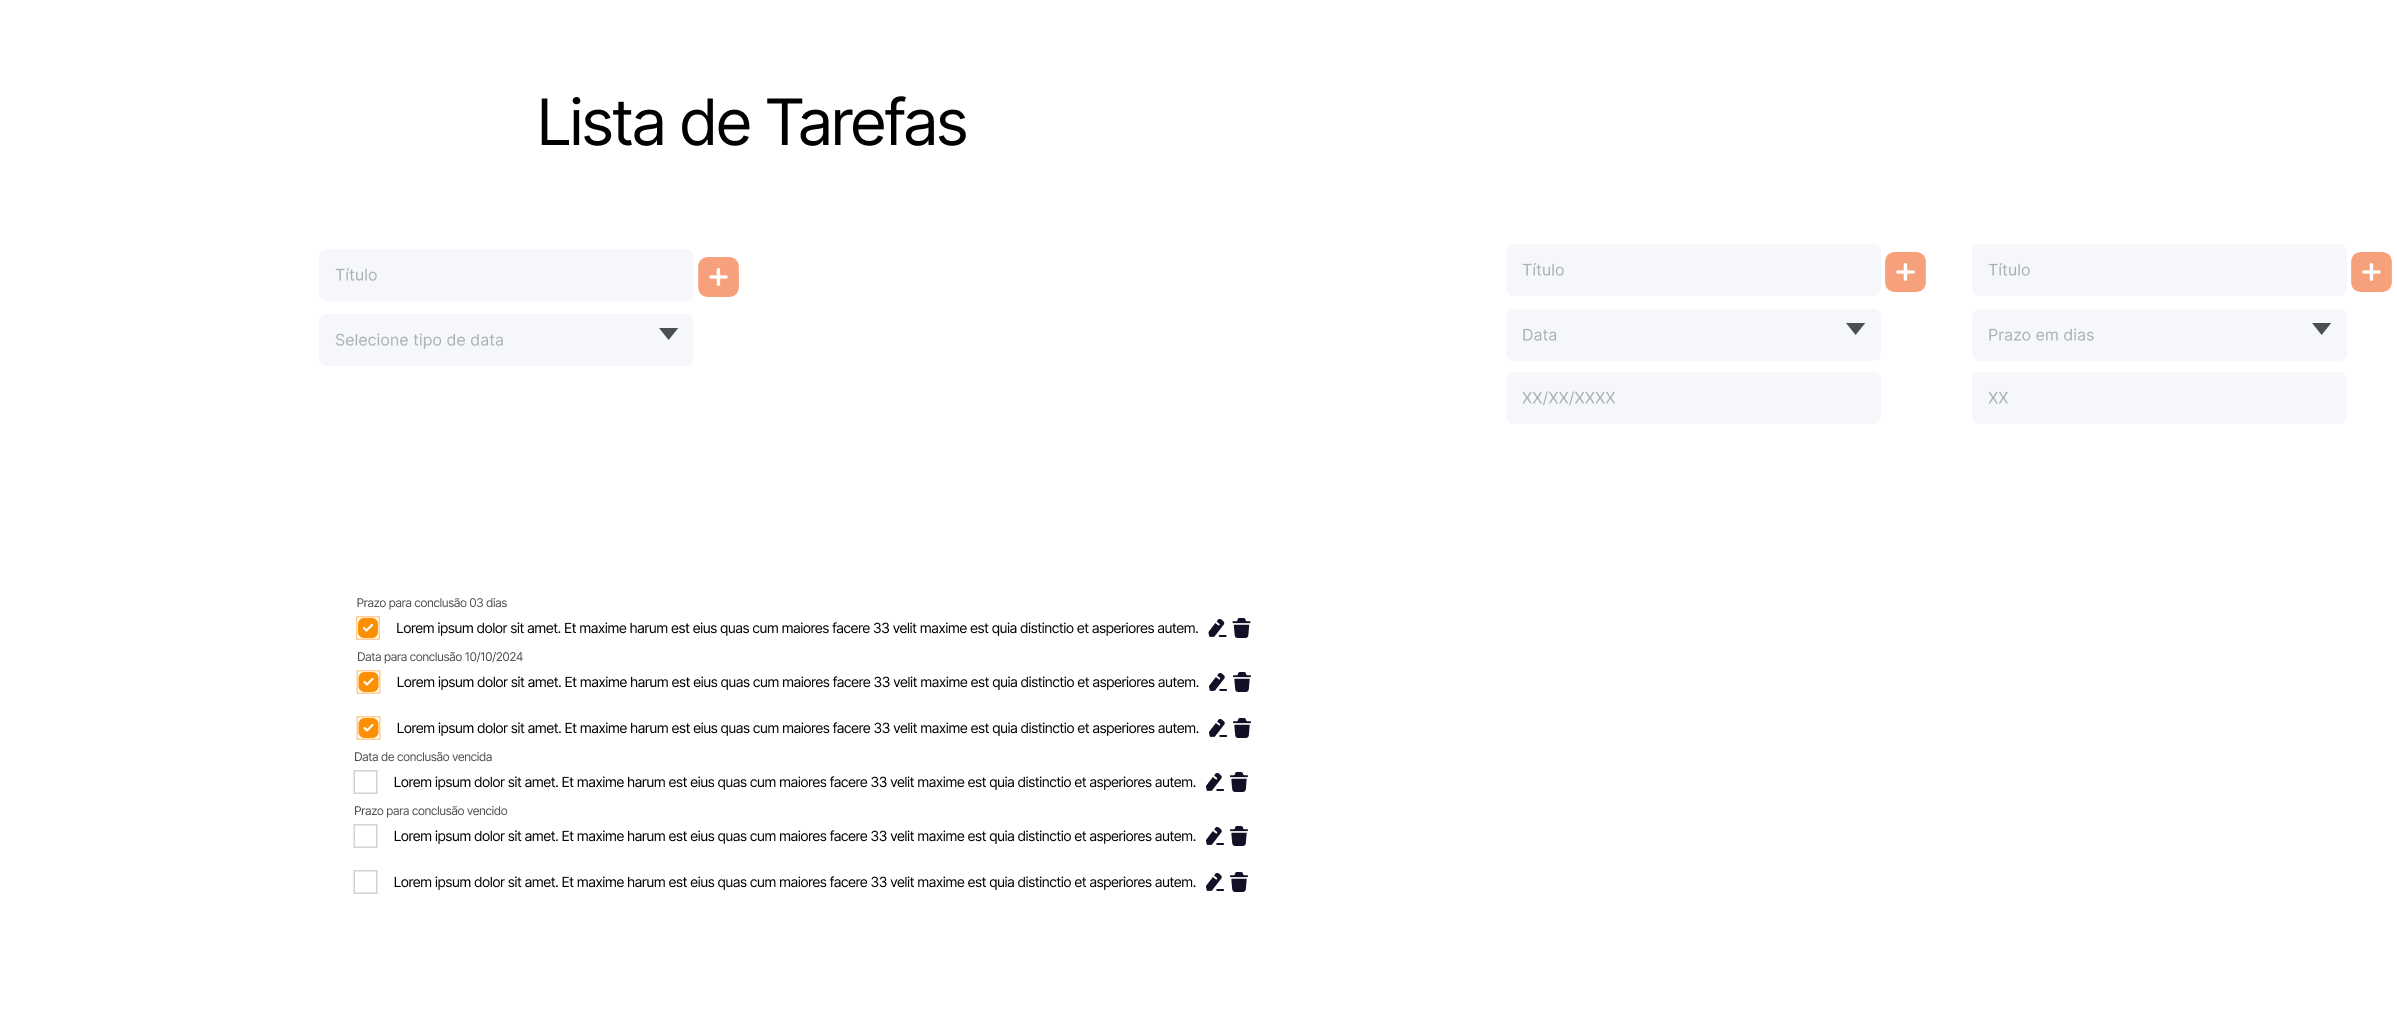 Lista de Tarefas
Título
Selecione tipo de data
Título
Data
XX/XX/XXXX
Título
Prazo em dias
XX
Prazo para conclusão 03 dias
Lorem ipsum dolor sit amet. Et maxime harum est eius quas cum maiores facere 33 velit maxime est quia distinctio et asperiores autem.
Data para conclusão 10/10/2024
Lorem ipsum dolor sit amet. Et maxime harum est eius quas cum maiores facere 33 velit maxime est quia distinctio et asperiores autem.
Lorem ipsum dolor sit amet. Et maxime harum est eius quas cum maiores facere 33 velit maxime est quia distinctio et asperiores autem.
Data de conclusão vencida
Lorem ipsum dolor sit amet. Et maxime harum est eius quas cum maiores facere 33 velit maxime est quia distinctio et asperiores autem.
Prazo para conclusão vencido
Lorem ipsum dolor sit amet. Et maxime harum est eius quas cum maiores facere 33 velit maxime est quia distinctio et asperiores autem.
Lorem ipsum dolor sit amet. Et maxime harum est eius quas cum maiores facere 33 velit maxime est quia distinctio et asperiores autem.